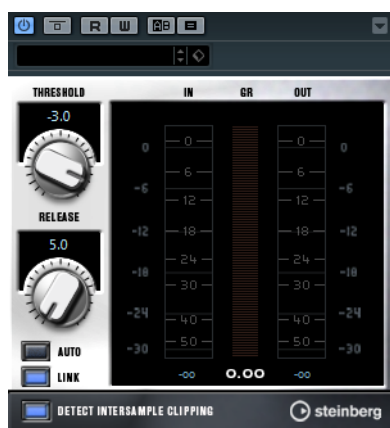 R W AB
THRESHOLD IN GR OUT
-3.0
0 0 0 0
6 6
-6 -6
12 12
RELEASE
-12 18 18 -12
5.0
24 24
-18 -18
30 30
-24 -24
40 40
-30 50 50 -30
AUTO
LINK -∞ 0.00 -∞
DETECT INTERSAMPLE CLIPPING steinberg